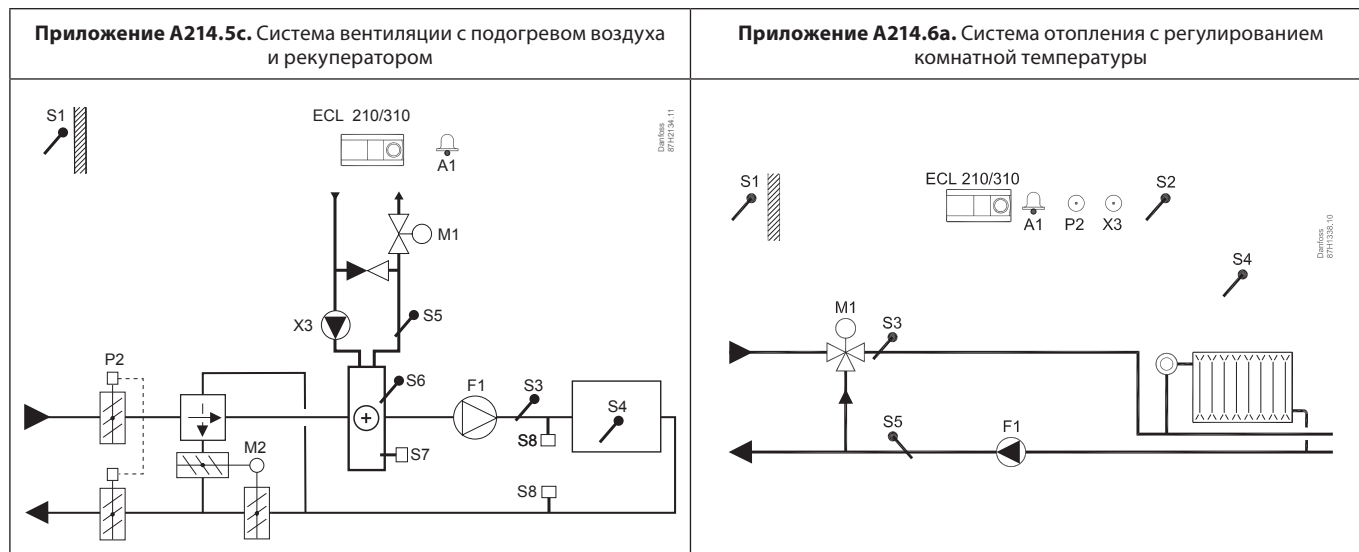 Приложение A214.5c. Система вентиляции с подогревом воздуха
и рекуператором
S1
ECL 210/310
A1
Danfoss
87H2134.11
M1
X3
S5
P2
S6
F1
S3
S4
S8
S7
M2
S8
Приложение A214.6a. Система отопления с регулированием
комнатной температуры
S1
ECL 210/310
A1
P2
X3
S2
Danfoss
87H1338.10
S4
M1
S3
S5
F1